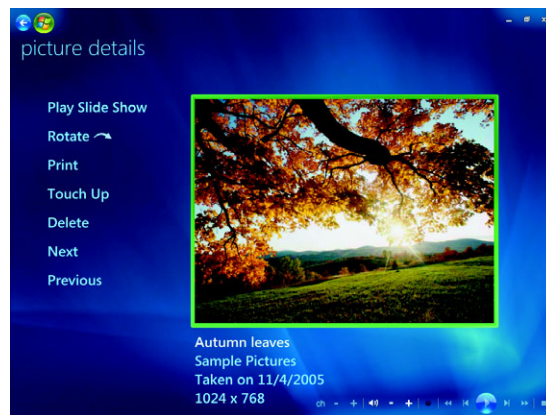 picture details
Play Slide Show
Rotate
Print
Touch Up
Delete
Next
Previous
Autumn leaves
Sample Pictures
Taken on 11/4/2005
1024 x 768
ch - +
- +